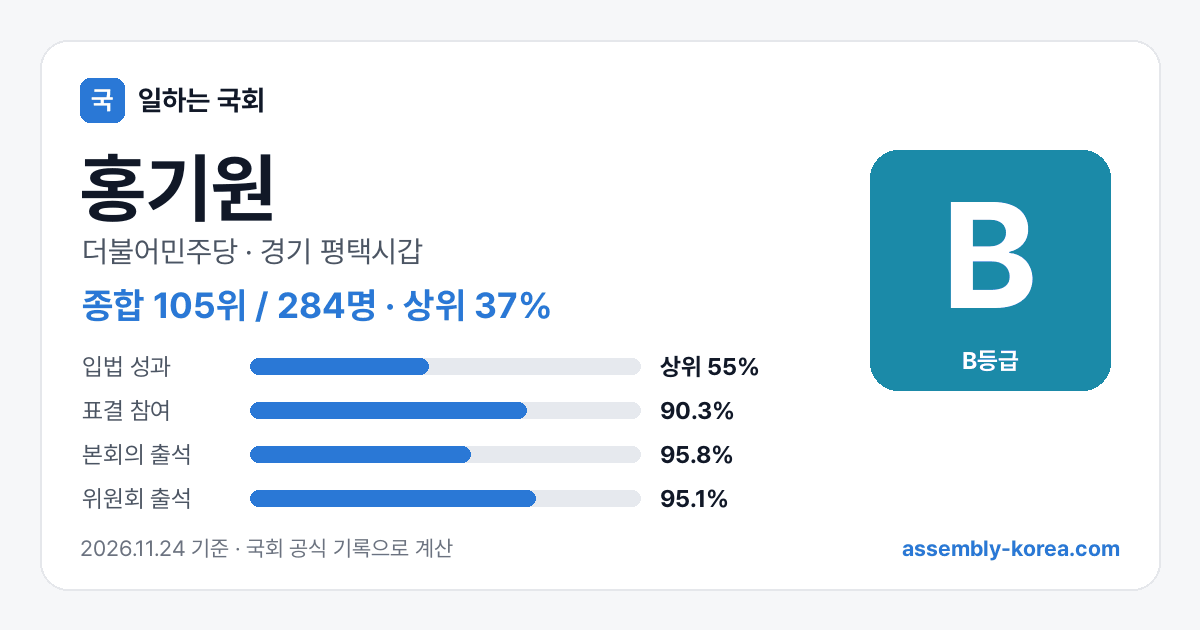 국 일하는 국회
홍기원
더불어민주당 · 경기 평택시갑
종합 105위 / 284명 · 상위 37%
입법 성과 상위 55%
표결 참여 90.3%
본회의 출석 95.8%
위원회 출석 95.1%
B
B등급
2026.11.24 기준 · 국회 공식 기록으로 계산
assembly-korea.com